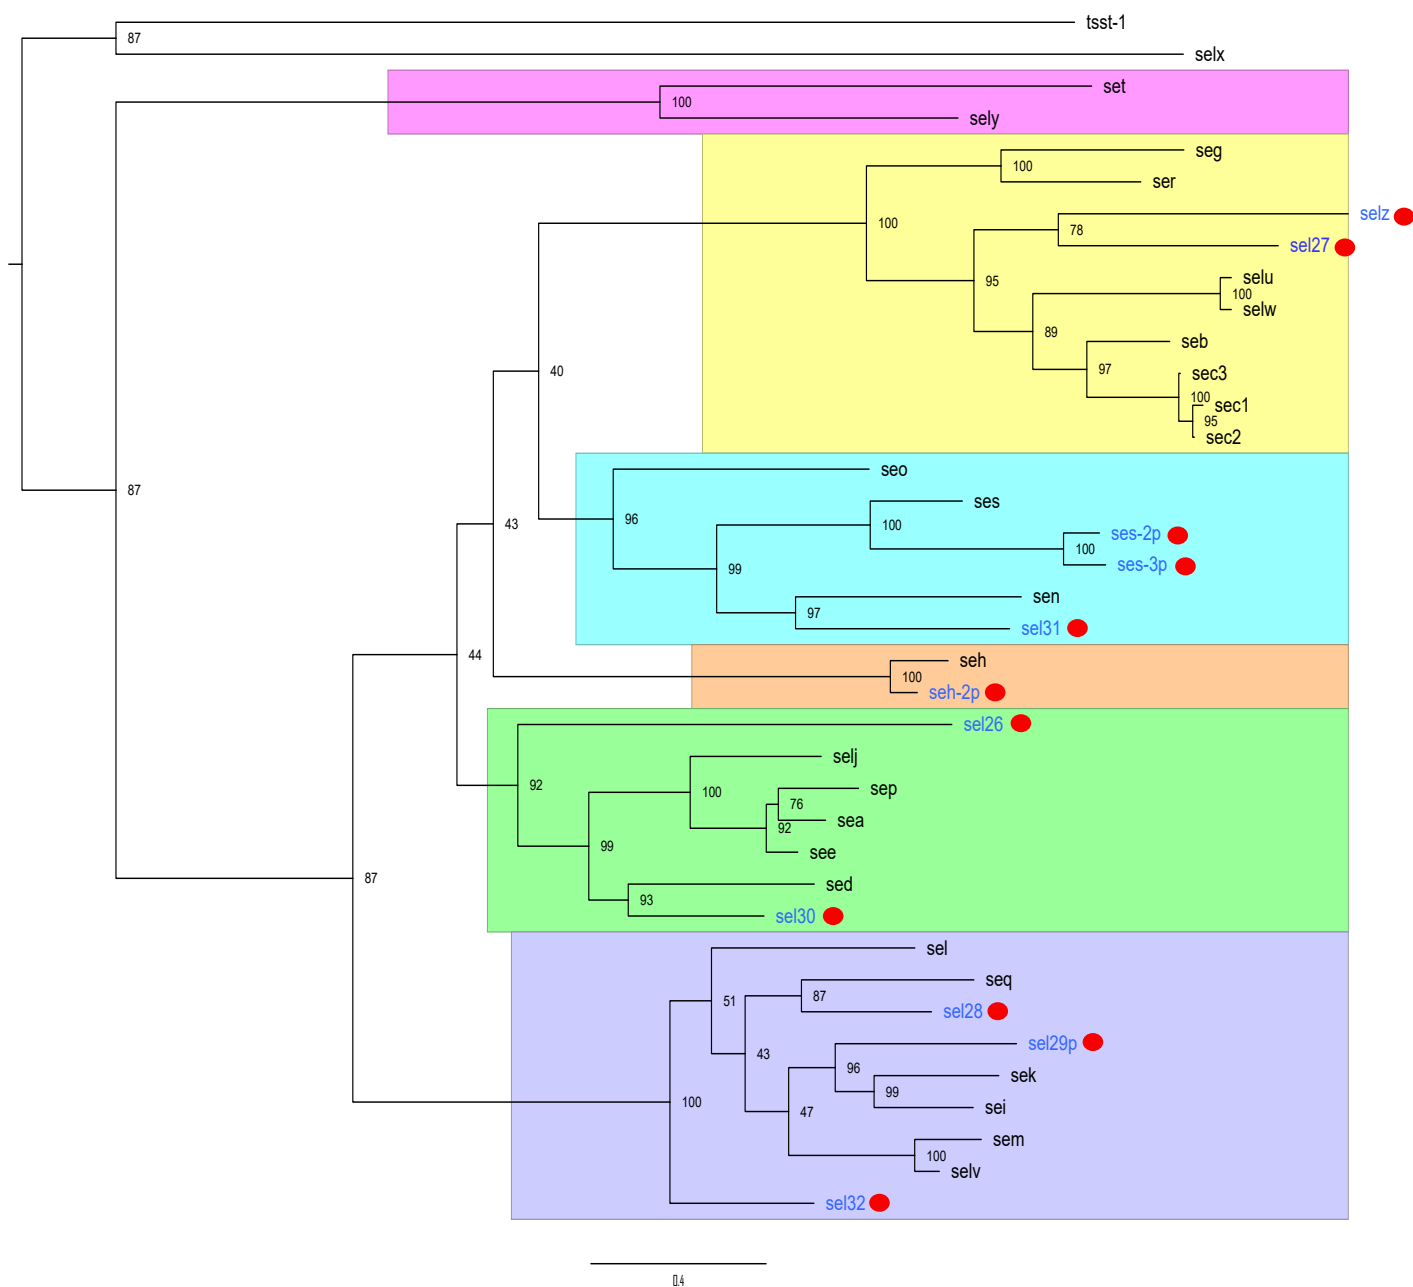 tsst-1
87
selx
set
100
sely
seg
100
ser
selz
100
78
sel27
95
selu
100
selw
89
seb
97
sec3
100
sec1
95
sec2
40
seo
96
ses
100
ses-2p
100
ses-3p
99
sen
97
sel31
87
43
44
seh
100
seh-2p
sel26
92
selj
100
sep
76
sea
92
see
99
sed
93
sel30
87
sel
51
seq
87
sel28
43
sel29p
96
sek
99
sei
47
sem
100
selv
100
sel32
0.4